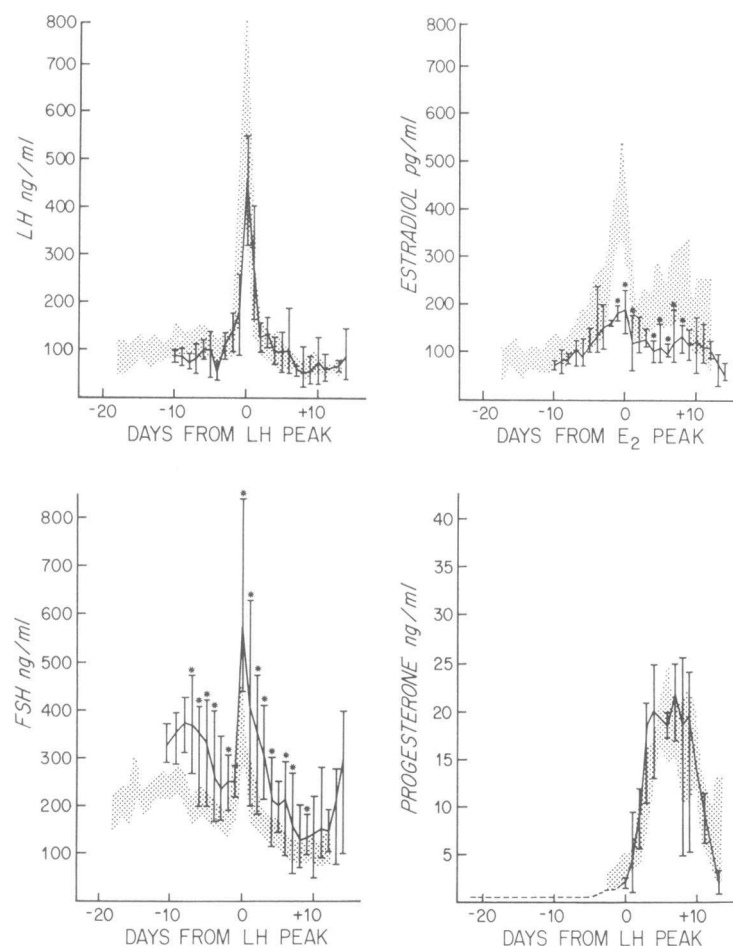 800
700
600
500
400
300
200
100
LH ng/ml
-20 -10 0 +10
DAYS FROM LH PEAK
800
700
600
500
400
300
200
100
ESTRADIOL pg/ml
* * * * * * * *
-20 -10 0 +10
DAYS FROM E₂ PEAK
800
700
600
500
400
300
200
100
FSH ng/ml
* * * * * * * * * * * * *
-20 -10 0 +10
DAYS FROM LH PEAK
40
35
30
25
20
15
10
5
PROGESTERONE ng/ml
-20 -10 0 +10
DAYS FROM LH PEAK